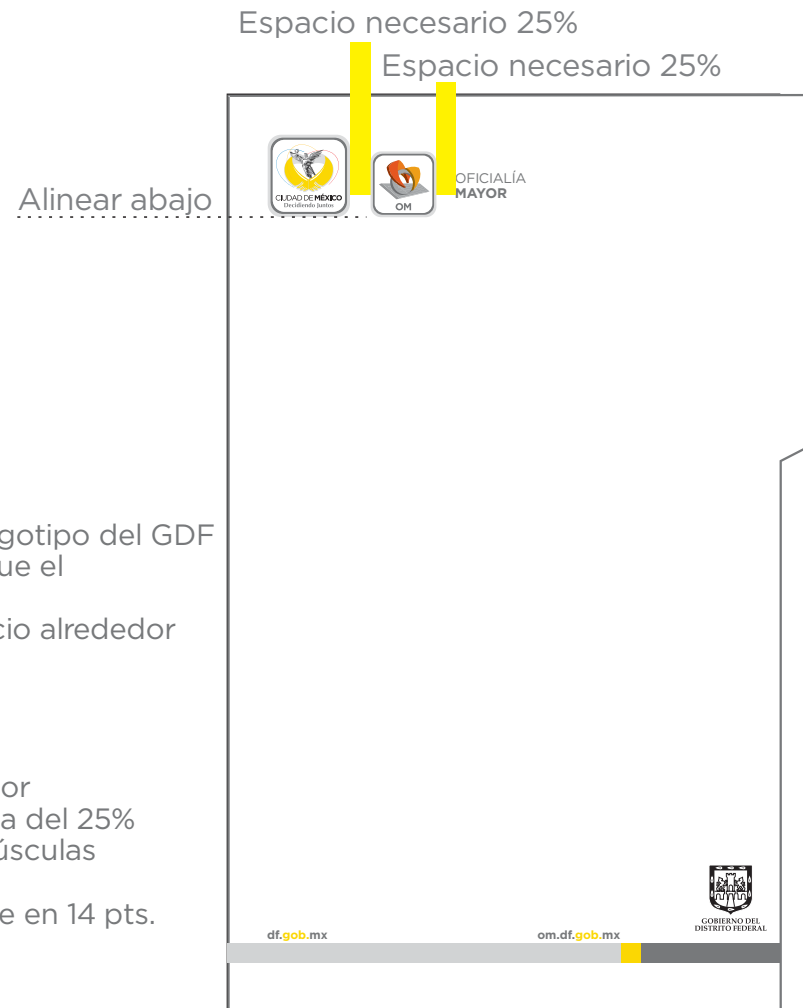 Espacio necesario 25%
Espacio necesario 25%
OFICIALÍA
MAYOR
Alinear abajo
CIUDAD DE MÉXICO
Decidiendo Juntos
OM
gotipo del GDF
ue el
cio alrededor
or
a del 25%
úsculas
e en 14 pts.
GOBIERNO DEL
DISTRITO FEDERAL
df.gob.mx
om.df.gob.mx